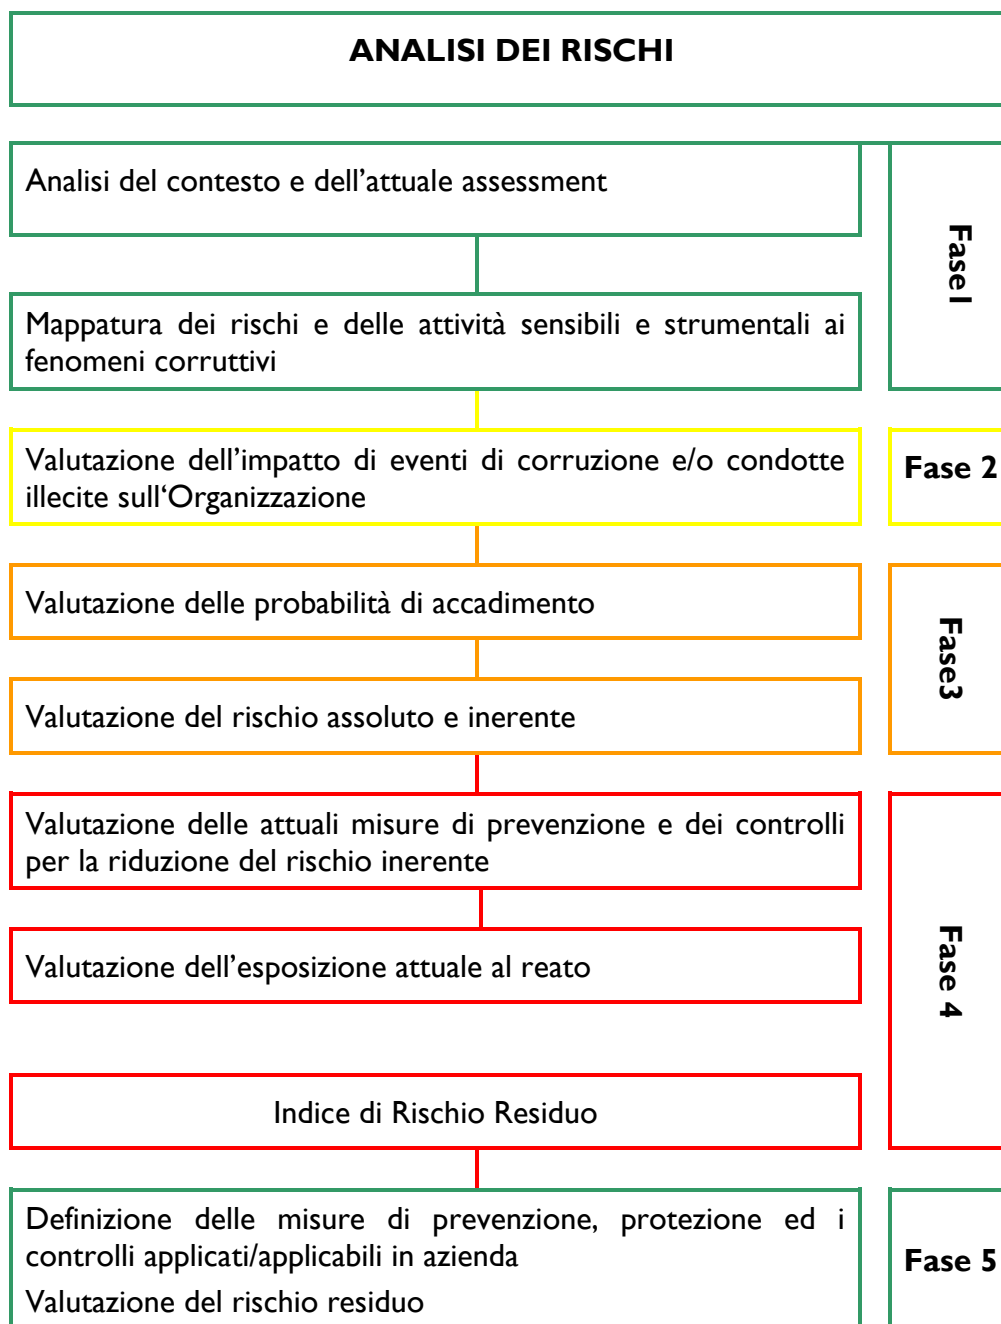 ANALISI DEI RISCHI
Analisi del contesto e dell’attuale assessment
Fase1
Mappatura dei rischi e delle attività sensibili e strumentali ai
fenomeni corruttivi
Valutazione dell’impatto di eventi di corruzione e/o condotte
illecite sull‘Organizzazione
Fase 2
Valutazione delle probabilità di accadimento
Fase3
Valutazione del rischio assoluto e inerente
Valutazione delle attuali misure di prevenzione e dei controlli
per la riduzione del rischio inerente
Fase 4
Valutazione dell’esposizione attuale al reato
Indice di Rischio Residuo
Definizione delle misure di prevenzione, protezione ed i
controlli applicati/applicabili in azienda
Fase 5
Valutazione del rischio residuo